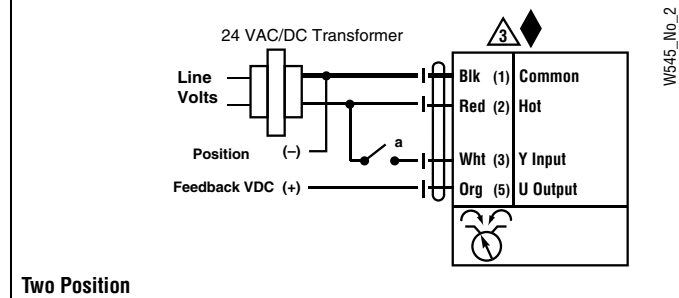 24 VAC/DC Transformer
3
W545_No_2
Line
Volts
Blk (1) Common
Red (2) Hot
a
Position (–)
Wht (3) Y Input
Feedback VDC (+)
Org (5) U Output
Two Position